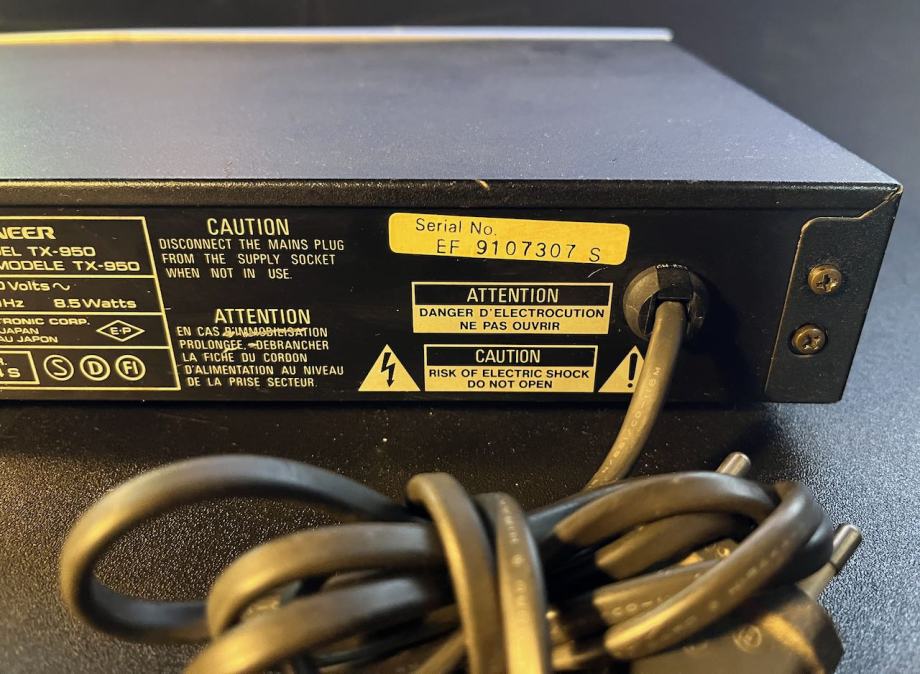 NEER
EL TX-950
MODELE TX-950
0 Volts ~
Hz 8.5 Watts
TRONIC CORP.
JAPAN
AU JAPON
E·P
R.
S
S D FI
CAUTION
DISCONNECT THE MAINS PLUG
FROM THE SUPPLY SOCKET
WHEN NOT IN USE.
ATTENTION
EN CAS D'IMMOBILISATION
PROLONGEE, DEBRANCHER
LA FICHE DU CORDON
D'ALIMENTATION AU NIVEAU
DE LA PRISE SECTEUR.
Serial No.
EF 9107307 S
ATTENTION
DANGER D'ELECTROCUTION
NE PAS OUVRIR
CAUTION
RISK OF ELECTRIC SHOCK
DO NOT OPEN
!